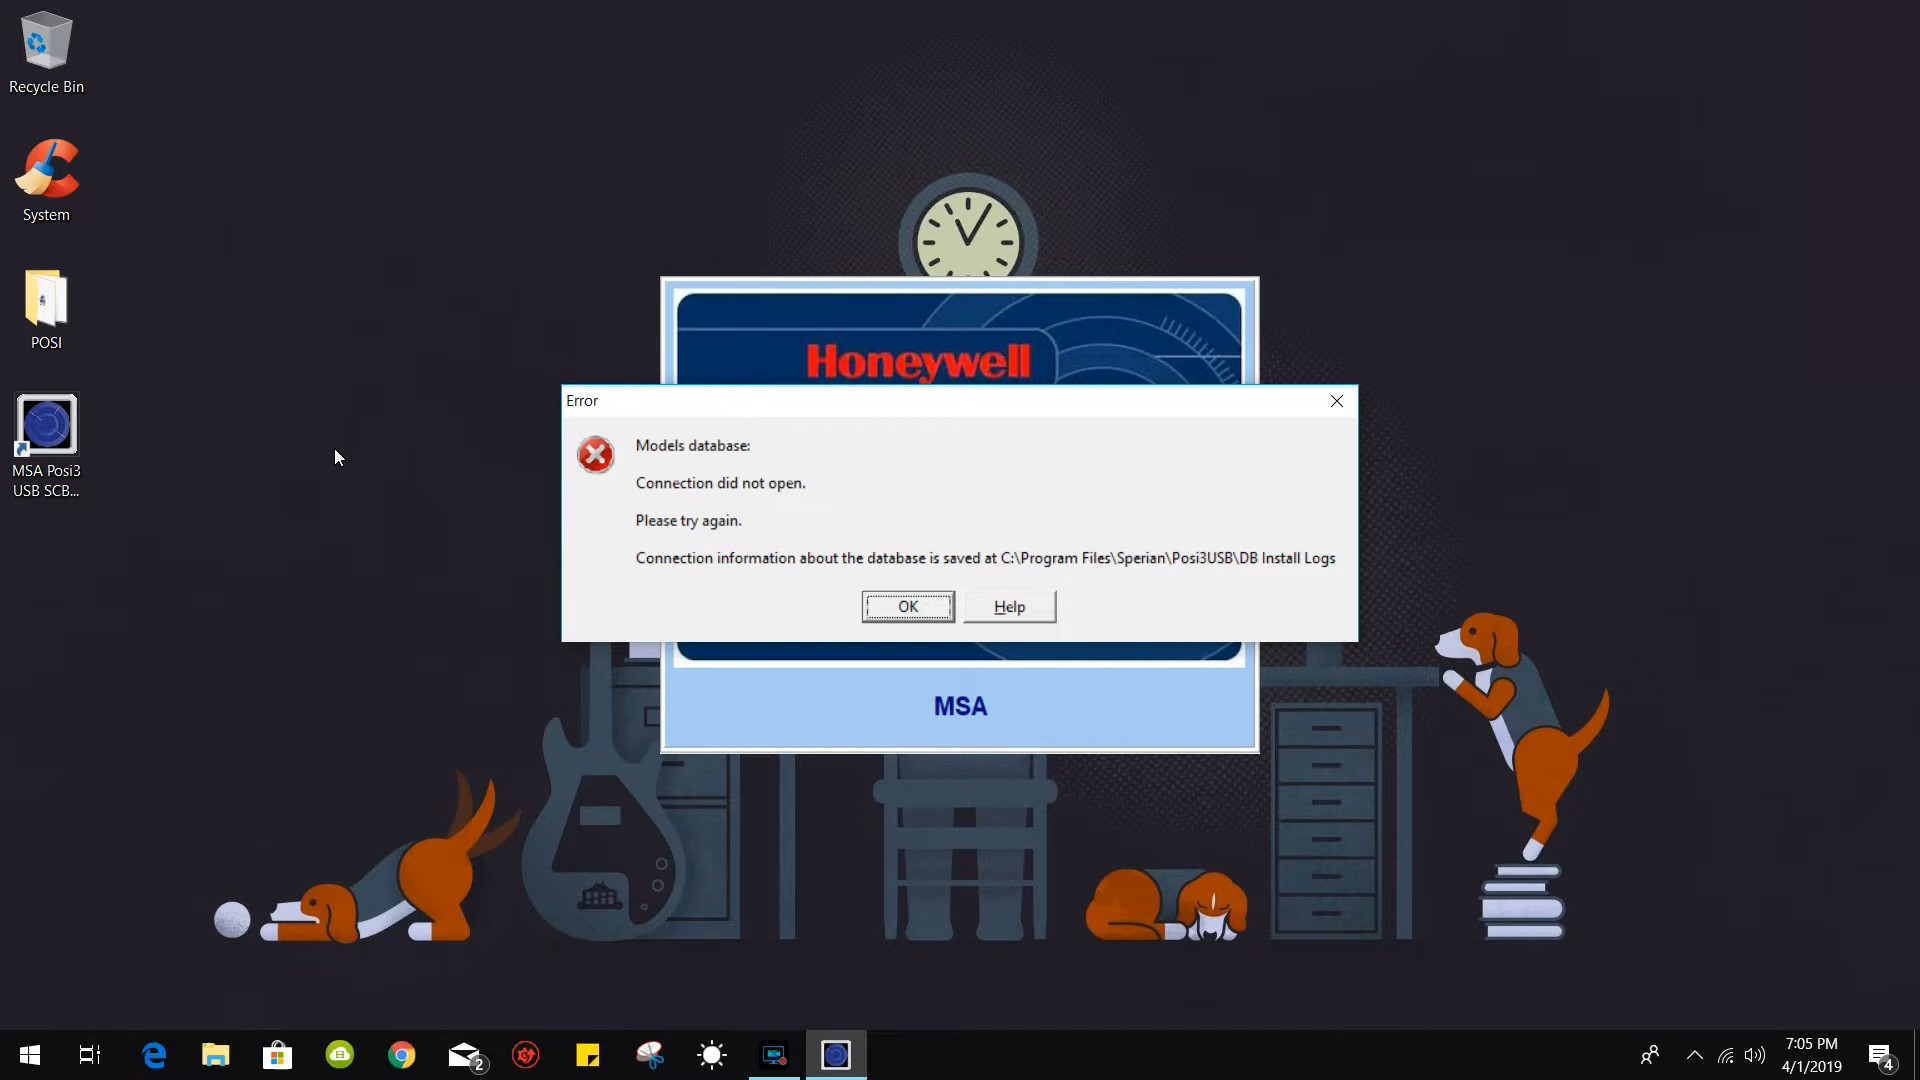 Recycle Bin
System
POSI
MSA Posi3
USB SCB...
Honeywell
Error
Models database:
Connection did not open.
Please try again.
Connection information about the database is saved at C:\Program Files\Sperian\Posi3USB\DB Install Logs
OK
Help
MSA
2
7:05 PM
4/1/2019
4